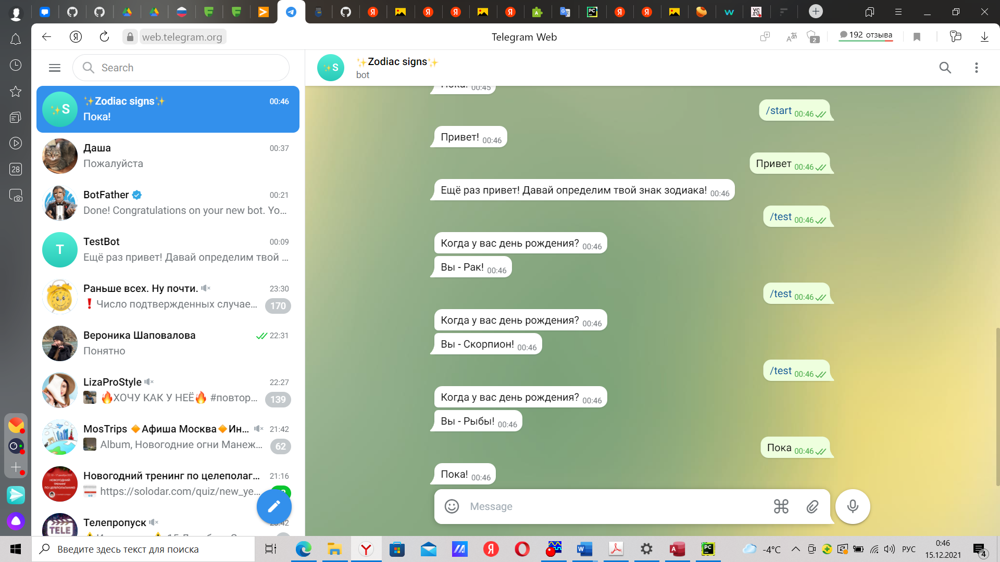 web.telegram.org
Telegram Web
2
192 отзыва
28
Search
✨Zodiac signs✨ 00:46
Пока!
Даша 00:37
Пожалуйста
BotFather 00:21
Done! Congratulations on your new bot. Yo...
T
TestBot 00:09
Ещё раз привет! Давай определим твой ...
Раньше всех. Ну почти. 23:30
❗ Число подтвержденных случае... 170
Вероника Шаповалова 22:31
Понятно
LizaProStyle 22:27
🔥ХОЧУ КАК У НЕЁ🔥 #повтор... 139
MosTrips 🔸Афиша Москва🔸Ин... 21:42
Album, Новогодние огни Манеж... 62
Новогодний тренинг по целеполаг... 21:16
https://solodar.com/quiz/new_ye...
Телепропуск
TELE
✨S
✨Zodiac signs✨
bot
Пока! 00:45
/start 00:46
Привет! 00:46
Привет 00:46
Ещё раз привет! Давай определим твой знак зодиака! 00:46
/test 00:46
Когда у вас день рождения? 00:46
Вы - Рак! 00:46
/test 00:46
Когда у вас день рождения? 00:46
Вы - Скорпион! 00:46
/test 00:46
Когда у вас день рождения? 00:46
Вы - Рыбы! 00:46
Пока 00:46
Пока! 00:46
Message
Введите здесь текст для поиска
-4°C
РУС
0:46
15.12.2021
4